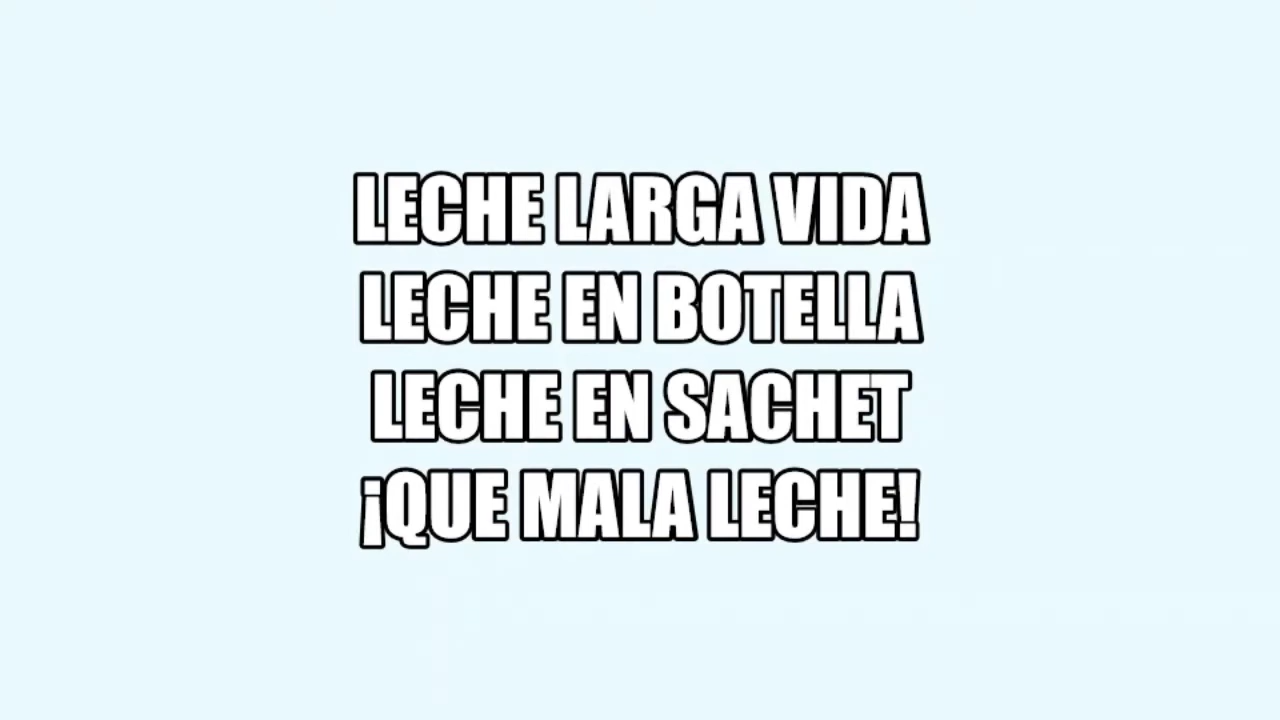 LECHE LARGA VIDA
LECHE EN BOTELLA
LECHE EN SACHET
¡QUE MALA LECHE!